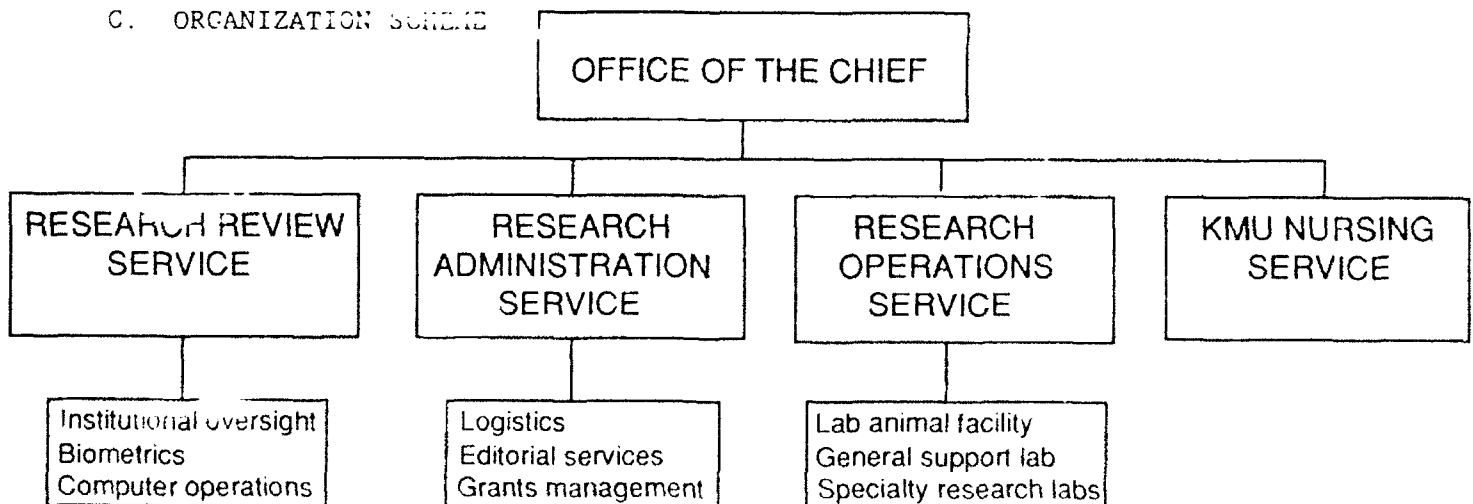 C. ORGANIZATION SCHEME
OFFICE OF THE CHIEF
RESEARCH REVIEW
SERVICE
RESEARCH
ADMINISTRATION
SERVICE
RESEARCH
OPERATIONS
SERVICE
KMU NURSING
SERVICE
Institutional oversight
Biometrics
Computer operations
Logistics
Editorial services
Grants management
Lab animal facility
General support lab
Specialty research labs